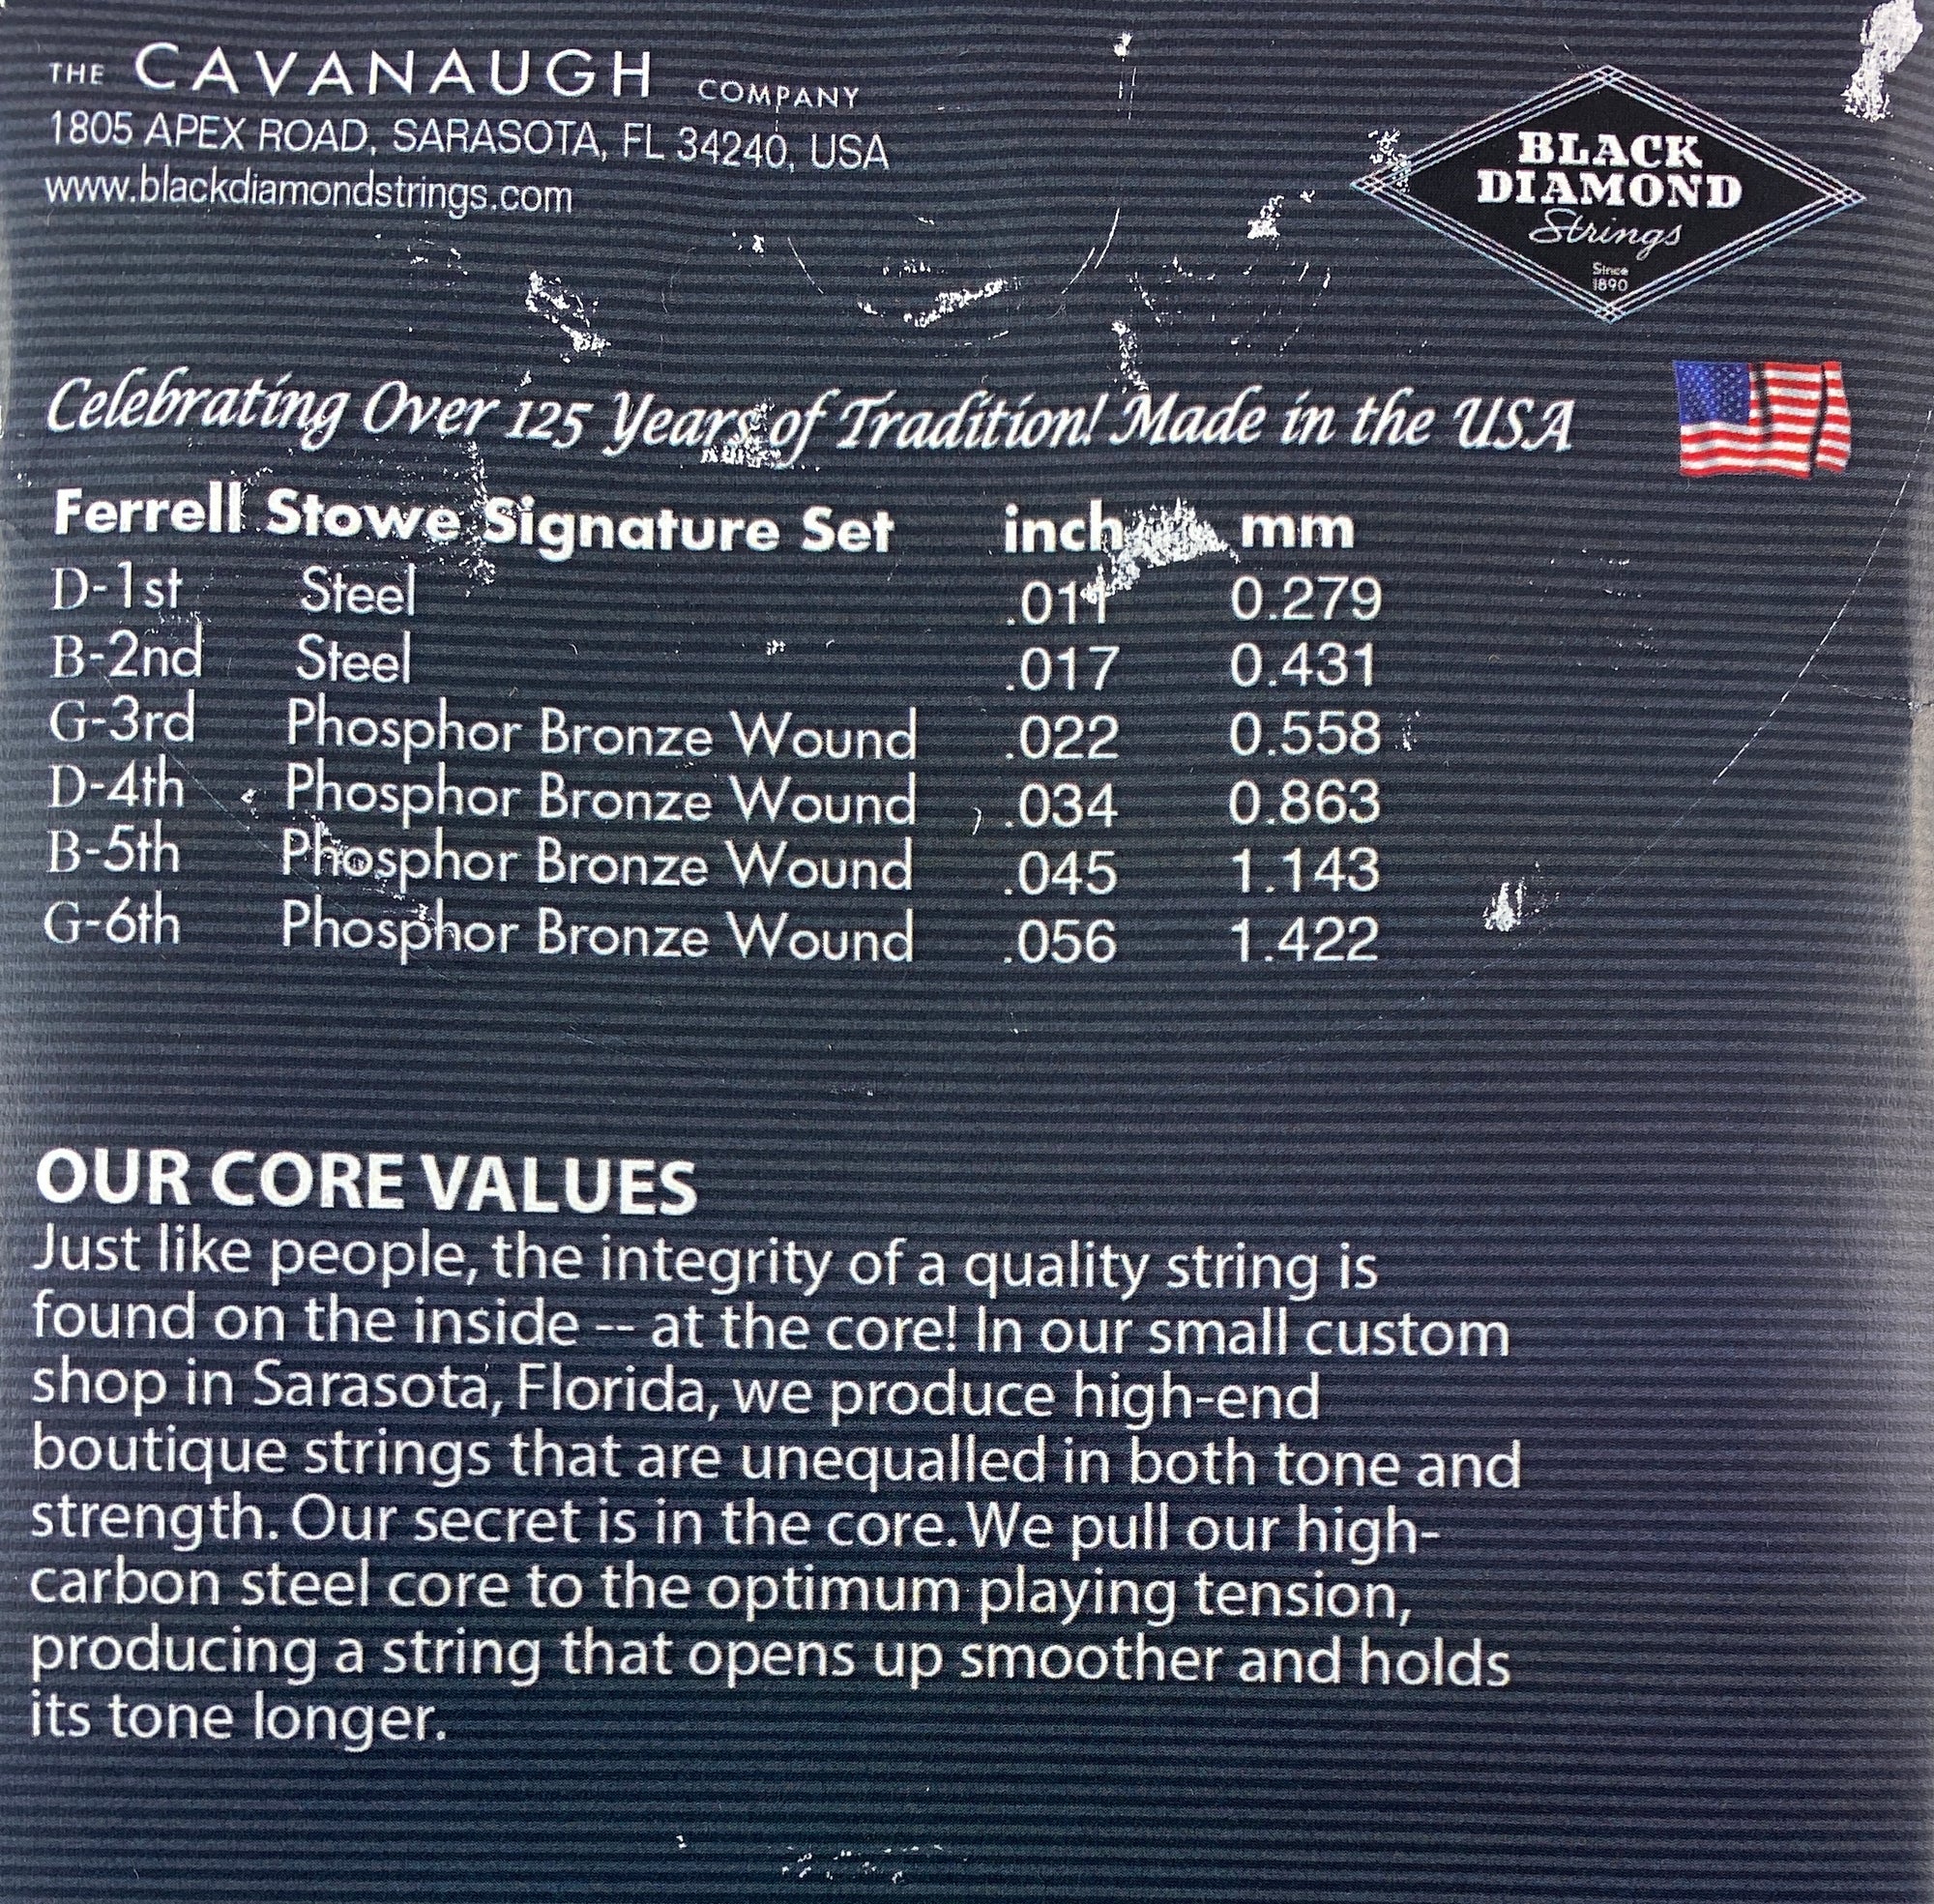 THE CAVANAUGH COMPANY
1805 APEX ROAD, SARASOTA, FL 34240, USA
www.blackdiamondstrings.com
BLACK
DIAMOND
Strings
Since
1890
Celebrating Over 125 Years of Tradition! Made in the USA
Ferrell Stowe Signature Set inch mm
D-1st Steel .011 0.279
B-2nd Steel .017 0.431
G-3rd Phosphor Bronze Wound .022 0.558
D-4th Phosphor Bronze Wound .034 0.863
B-5th Phosphor Bronze Wound .045 1.143
G-6th Phosphor Bronze Wound .056 1.422
OUR CORE VALUES
Just like people, the integrity of a quality string is
found on the inside -- at the core! In our small custom
shop in Sarasota, Florida, we produce high-end
boutique strings that are unequalled in both tone and
strength. Our secret is in the core. We pull our high-
carbon steel core to the optimum playing tension,
producing a string that opens up smoother and holds
its tone longer.